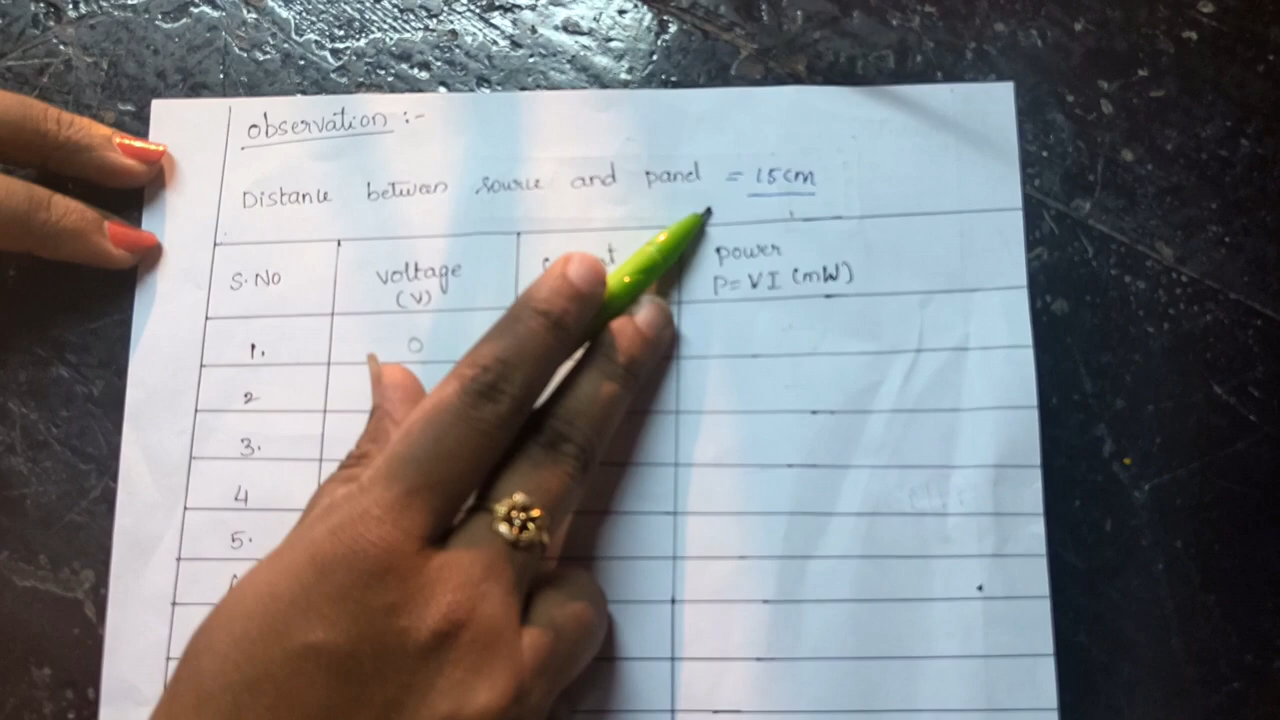 observation :-
Distance between source and panel = 15cm
S.No voltage power
(V) P= VI (mW)
1. 0
2
3.
4
5.